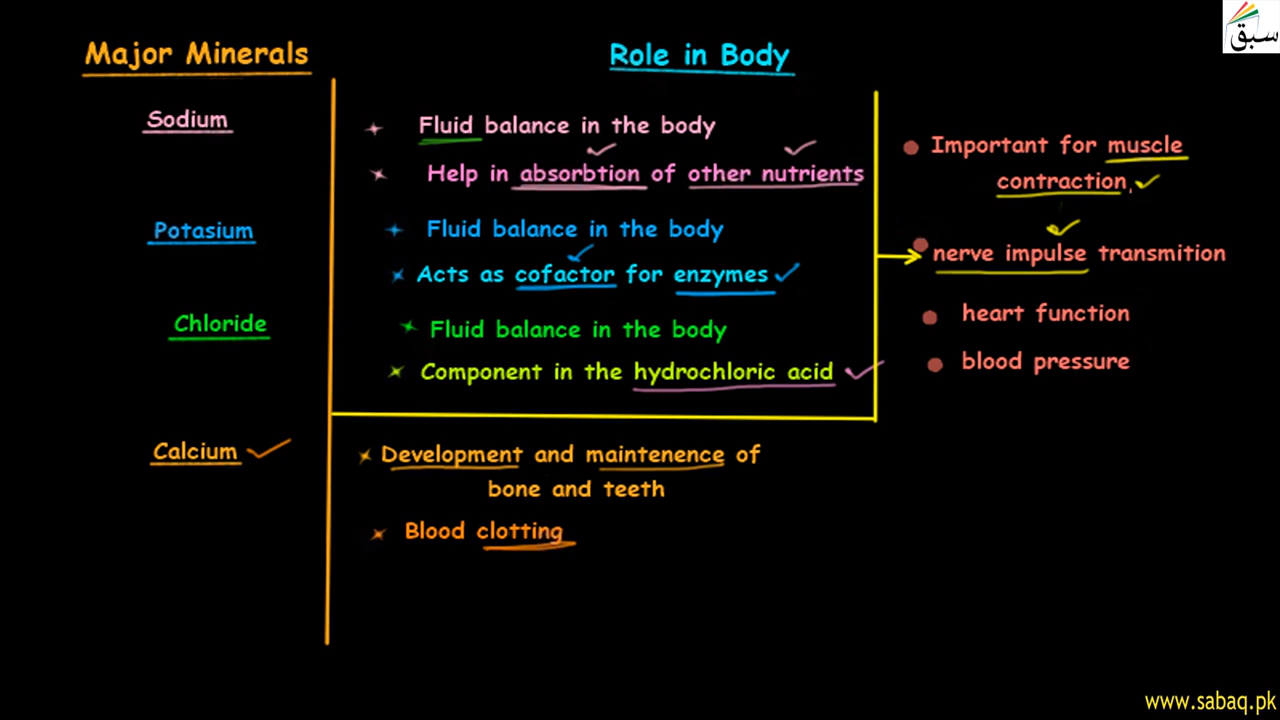 سبق
Major Minerals
Role in Body
Sodium
Fluid balance in the body
Help in absorbtion of other nutrients
Potasium
Fluid balance in the body
Acts as cofactor for enzymes
Chloride
Fluid balance in the body
Component in the hydrochloric acid
Important for muscle
contraction,
nerve impulse transmition
heart function
blood pressure
Calcium
Development and maintenence of
bone and teeth
Blood clotting
www.sabaq.pk